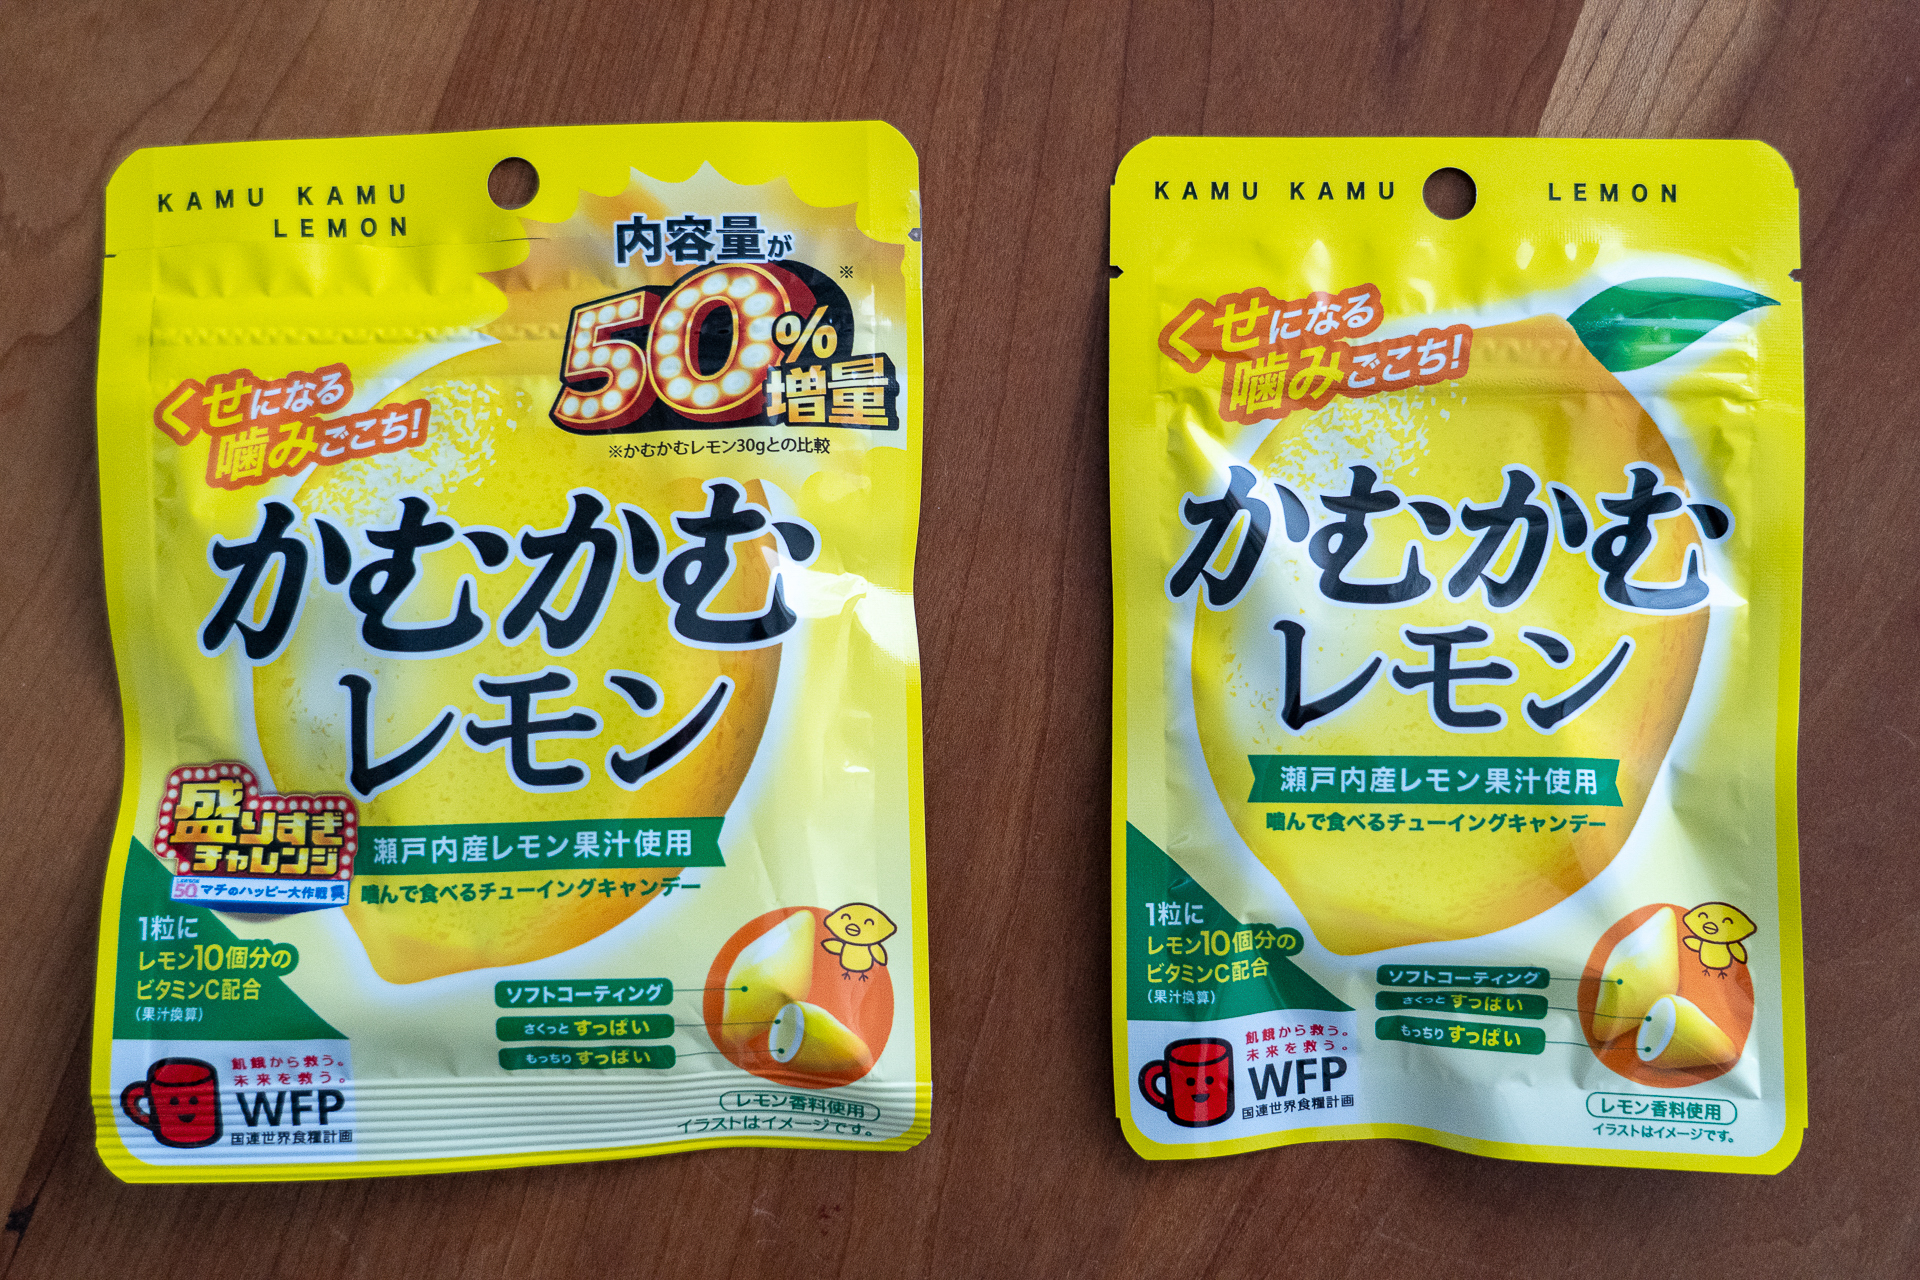 KAMU KAMU
LEMON
内容量が
50%※
増量
※かむかむレモン30gとの比較
くせになる
噛みごこち!
かむかむ
レモン
盛りすぎ
チャレンジ
50th マチのハッピー大作戦
瀬戸内産レモン果汁使用
噛んで食べるチューイングキャンデー
1粒に
レモン10個分の
ビタミンC配合
(果汁換算)
ソフトコーティング
さくっとすっぱい
もっちりすっぱい
飢餓から救う。
未来を救う。
WFP
国連世界食糧計画
レモン香料使用
イラストはイメージです。
KAMU KAMU LEMON
くせになる
噛みごこち!
かむかむ
レモン
瀬戸内産レモン果汁使用
噛んで食べるチューイングキャンデー
1粒に
レモン10個分の
ビタミンC配合
(果汁換算)
ソフトコーティング
さくっとすっぱい
もっちりすっぱい
飢餓から救う。
未来を救う。
WFP
国連世界食糧計画
レモン香料使用
イラストはイメージです。